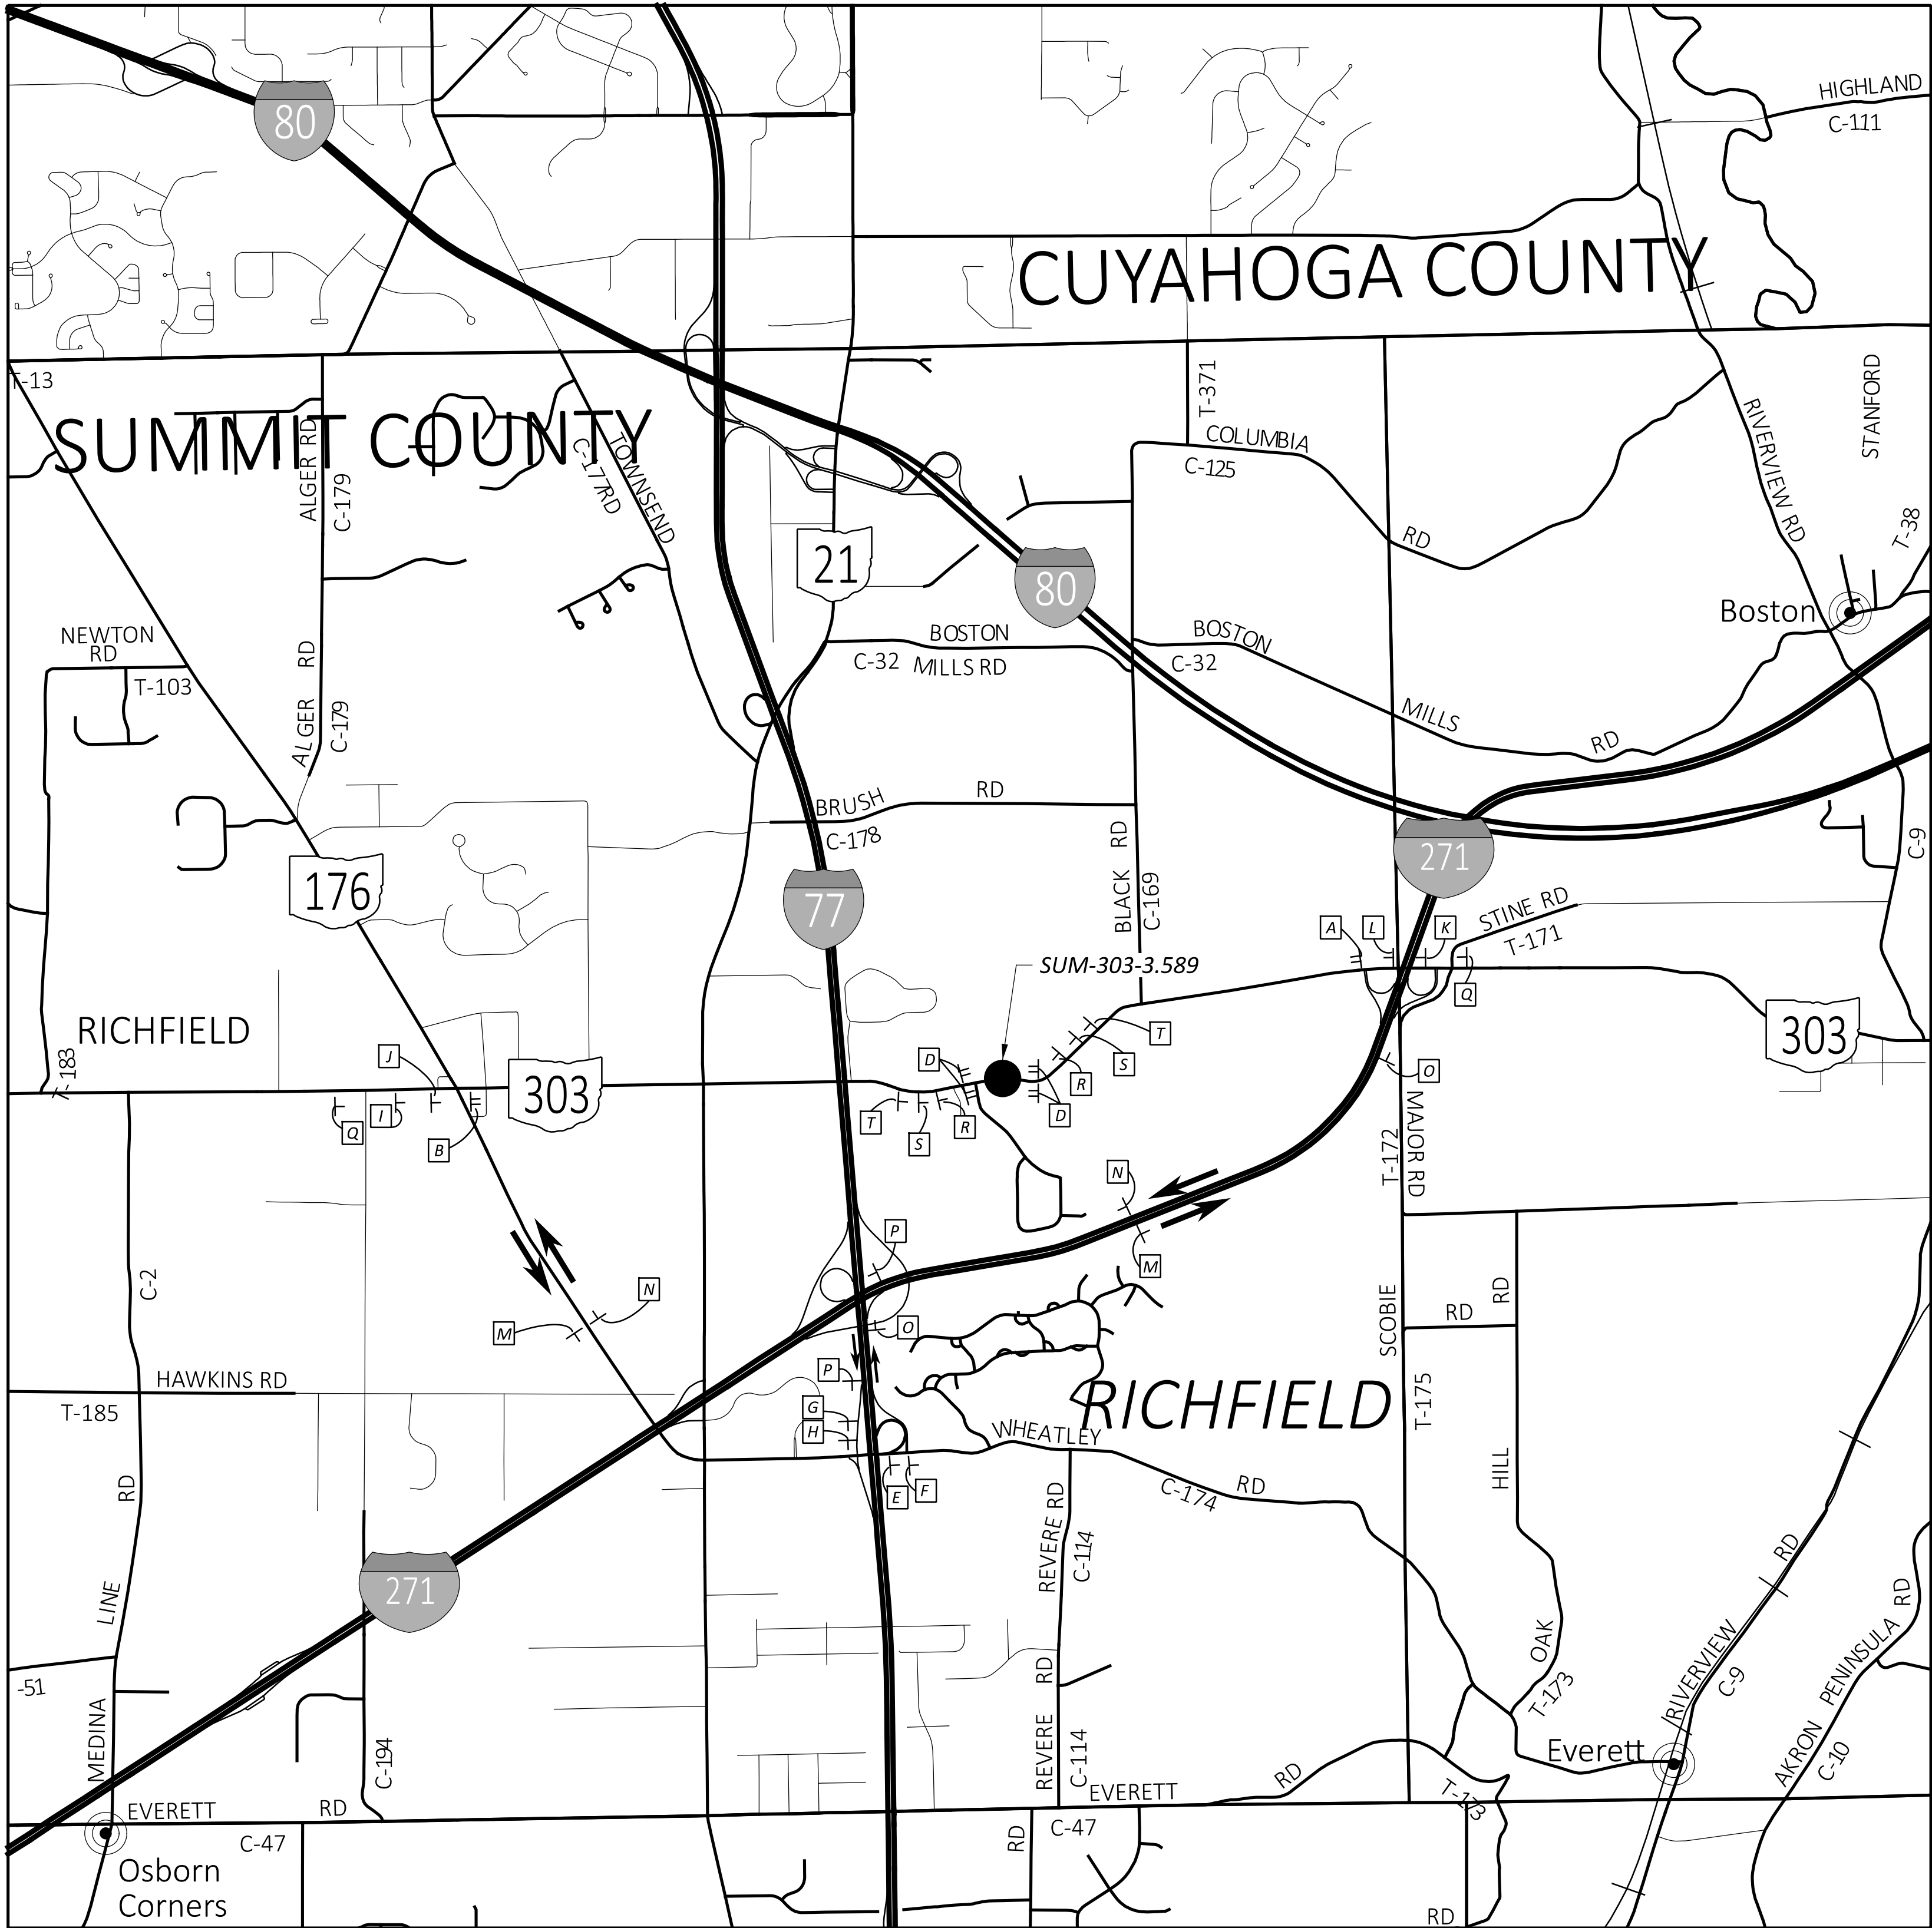 80
HIGHLAND
C-111
CUYAHOGA COUNTY
T-13
SUMMIT COUNTY
ALGER RD
C-179
TOWNSEND
C-177RD
T-371
COLUMBIA
C-125
RD
RIVERVIEW RD
STANFORD
T-38
21
80
Boston
NEWTON
RD
T-103
ALGER RD
C-179
BOSTON
C-32 MILLS RD
BOSTON
C-32
MILLS
RD
BRUSH RD
C-178
BLACK RD
C-169
271
C-9
176
77
STINE RD
T-171
A
L
K
Q
SUM-303-3.589
303
RICHFIELD
T-183
J
303
Q
I
B
D
T
S
R
D
R
S
T
O
T-172
MAJOR RD
N
M
P
C-2
N
M
O
P
G
H
E
F
SCOBIE
RD
RD
HILL
T-175
HAWKINS RD
T-185
RICHFIELD
WHEATLEY
RD
C-174
REVERE RD
C-114
RD
LINE
MEDINA
271
-51
C-194
OAK
T-173
RIVERVIEW
RD
C-9
AKRON PENINSULA RD
C-10
Everett
REVERE RD
C-114
EVERETT RD
C-47
EVERETT
RD
C-47
T-173
RD
RD
Osborn
Corners